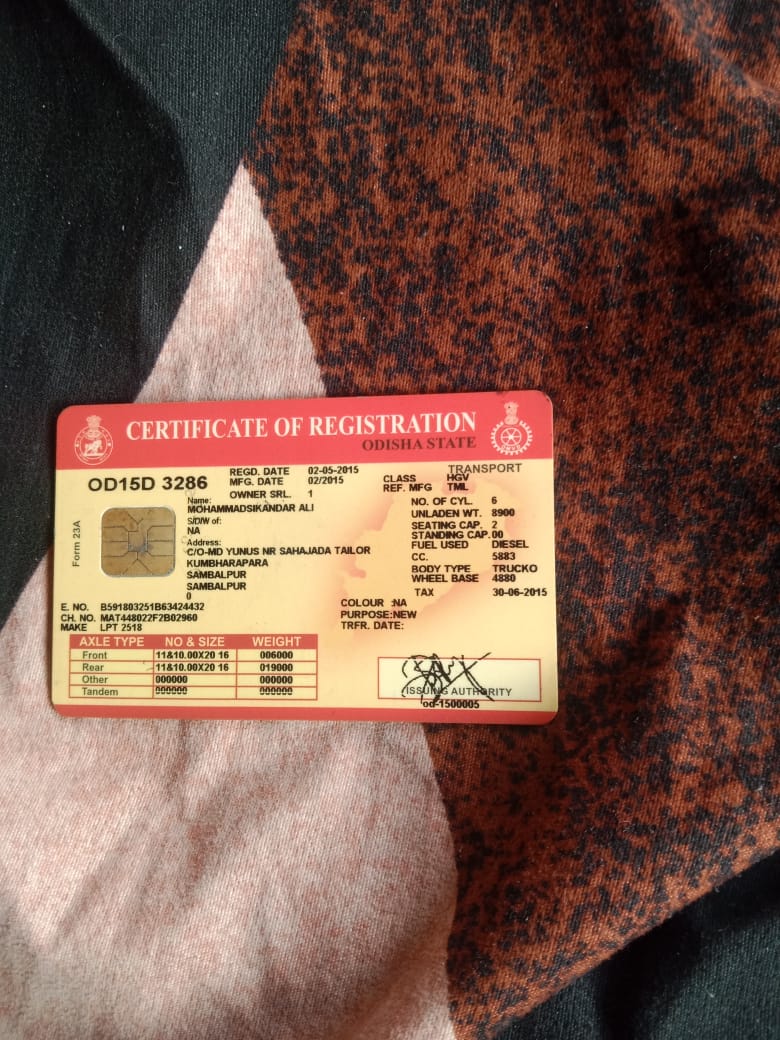 CERTIFICATE OF REGISTRATION
ODISHA STATE
TRANSPORT
OD15D 3286
REGD. DATE 02-05-2015
MFG. DATE 02/2015
OWNER SRL. 1
CLASS HGV
REF. MFG TML
Name:
MOHAMMADSIKANDAR ALI
S/D/W of:
NA
Address:
C/O-MD YUNUS NR SAHAJADA TAILOR
KUMBHARAPARA
SAMBALPUR
SAMBALPUR
0
Form 23A
NO. OF CYL. 6
UNLADEN WT. 8900
SEATING CAP. 2
STANDING CAP.00
FUEL USED DIESEL
CC. 5883
BODY TYPE TRUCKO
WHEEL BASE 4880
TAX 30-06-2015
E. NO. B591803251B63424432
CH. NO. MAT448022F2B02960
MAKE LPT 2518
COLOUR :NA
PURPOSE:NEW
TRFR. DATE:
AXLE TYPE NO & SIZE WEIGHT
Front 11&10.00X20 16 006000
Rear 11&10.00X20 16 019000
Other 000000 000000
Tandem 000000 000000
ISSUING AUTHORITY
od-1500005